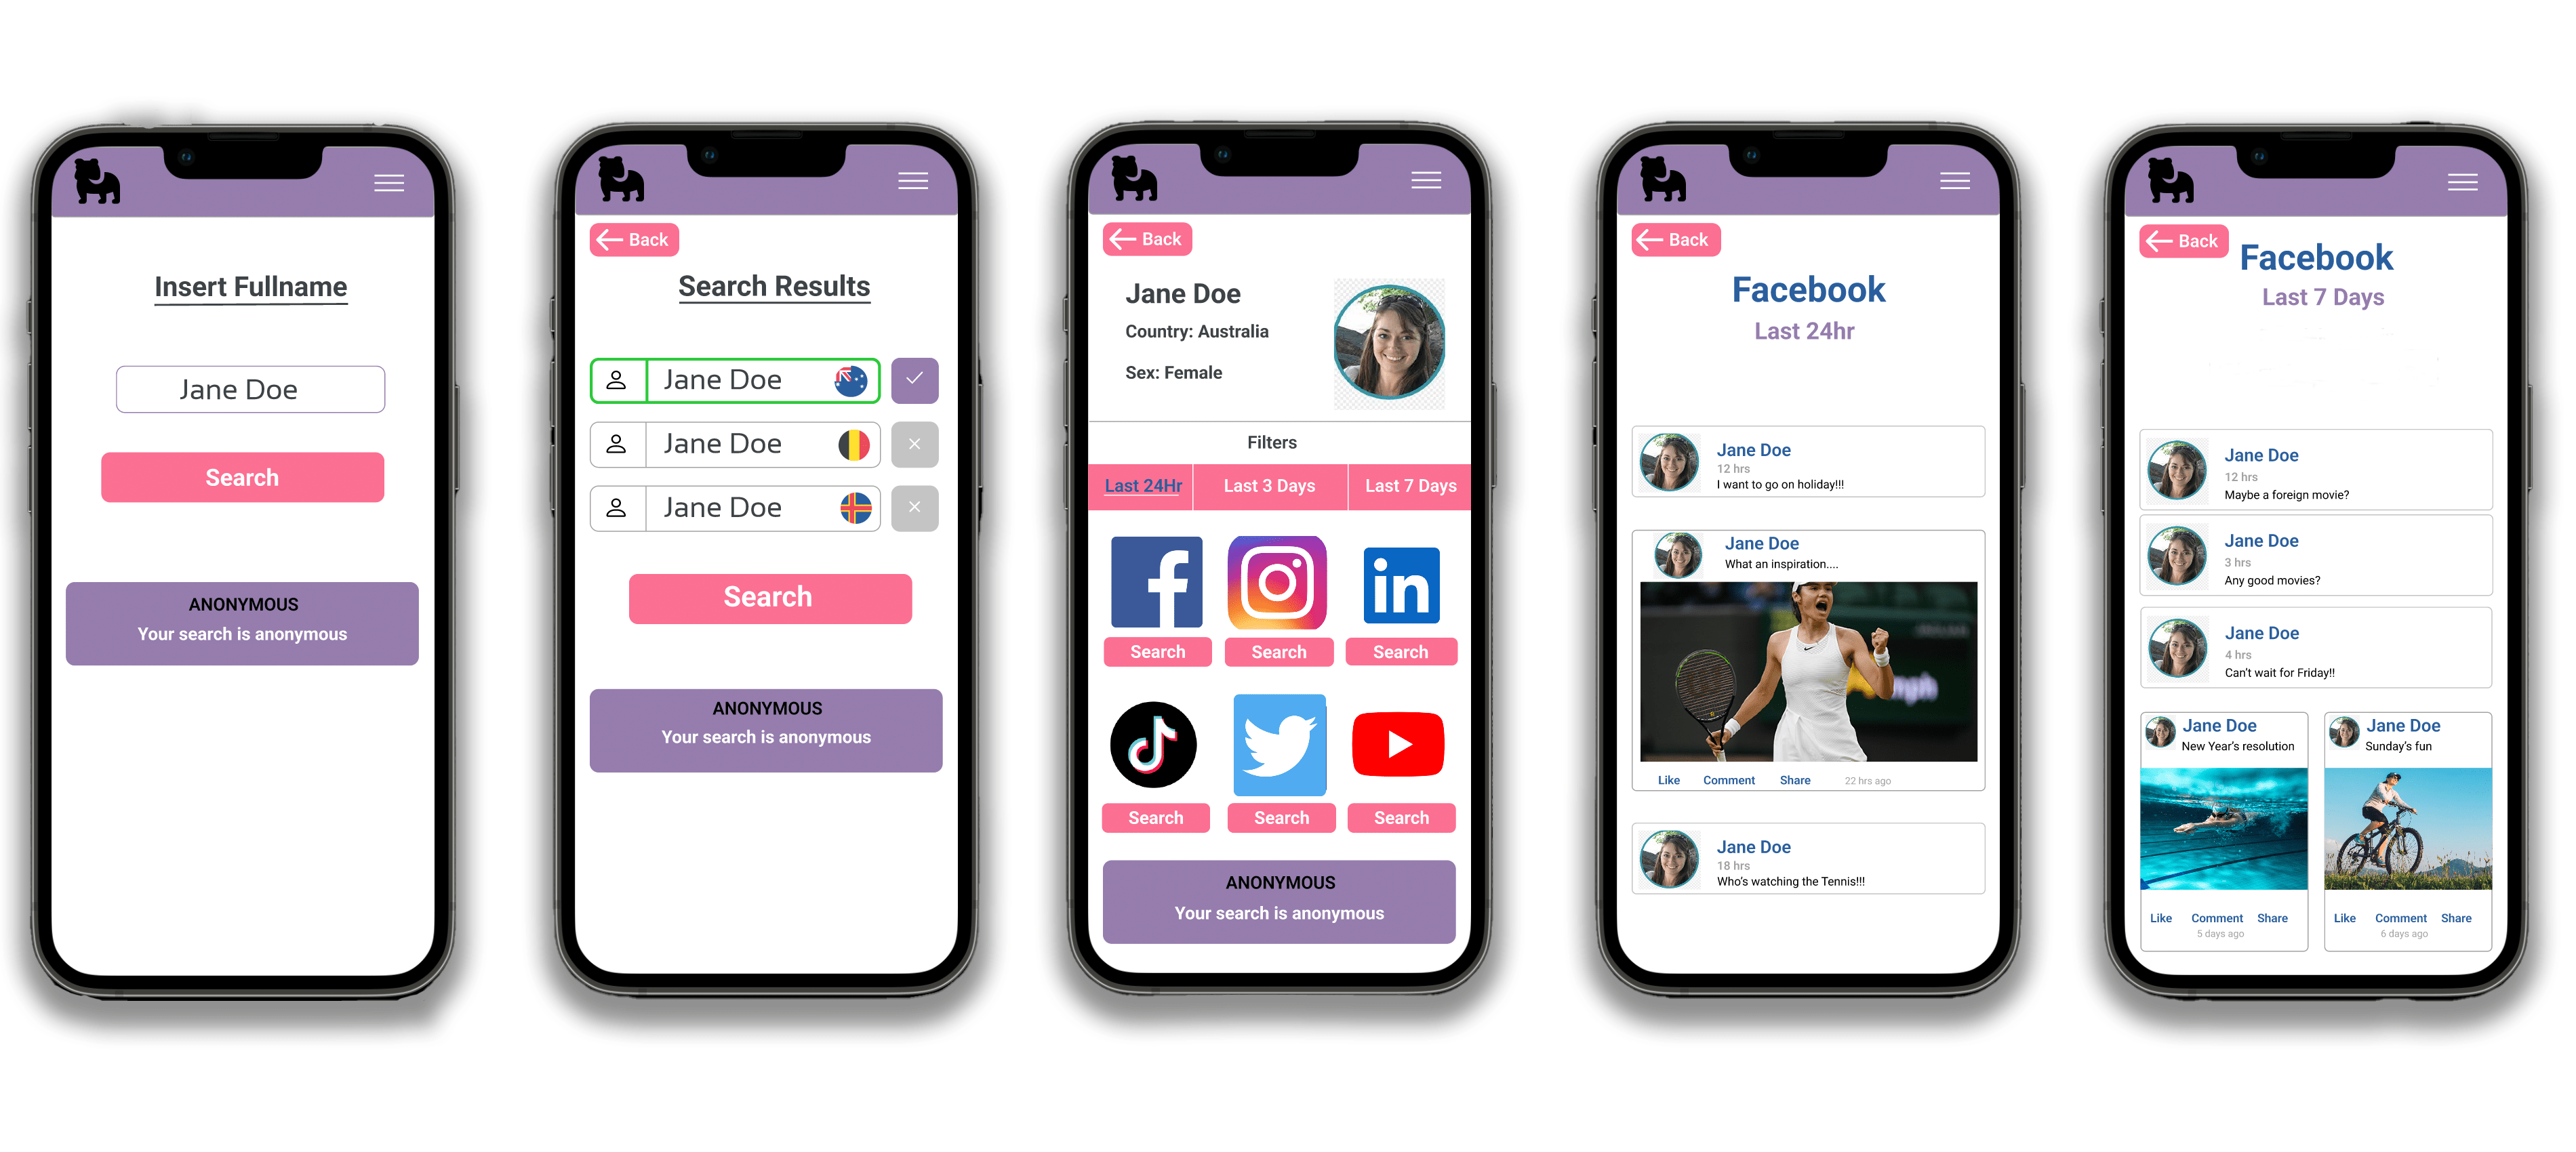 Insert Fullname
Jane Doe
Search
ANONYMOUS
Your search is anonymous
Back
Search Results
Jane Doe
Jane Doe
Jane Doe
Search
ANONYMOUS
Your search is anonymous
Back
Jane Doe
Country: Australia
Sex: Female
Filters
Last 24Hr Last 3 Days Last 7 Days
f in
Search Search Search
Search Search Search
ANONYMOUS
Your search is anonymous
Back
Facebook
Last 24hr
Jane Doe
12 hrs
I want to go on holiday!!!
Jane Doe
What an inspiration....
Like Comment Share 22 hrs ago
Jane Doe
18 hrs
Who's watching the Tennis!!!
Back
Facebook
Last 7 Days
Jane Doe
12 hrs
Maybe a foreign movie?
Jane Doe
3 hrs
Any good movies?
Jane Doe
4 hrs
Can't wait for Friday!!
Jane Doe
New Year's resolution
Like Comment Share
5 days ago
Jane Doe
Sunday's fun
Like Comment Share
6 days ago